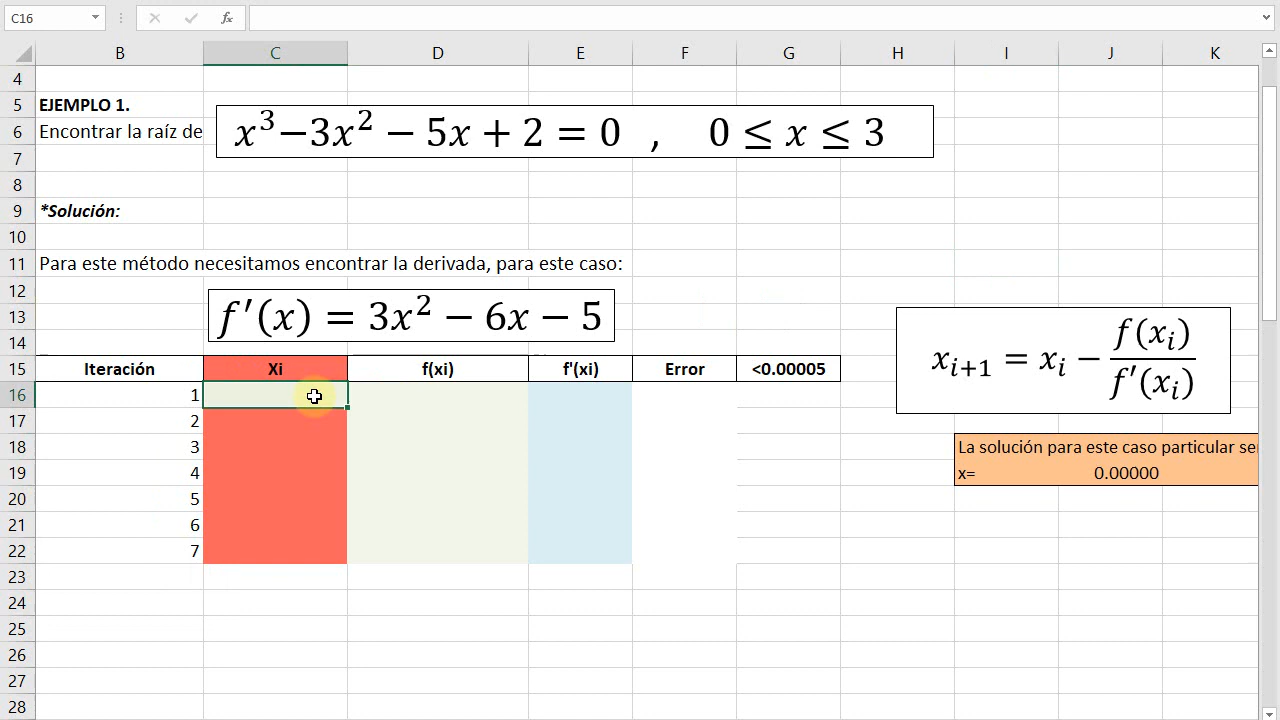 C16
fx
B C D E F G H I J K
4
5 EJEMPLO 1.
6 Encontrar la raíz de x³−3x² − 5x + 2 = 0 , 0 ≤ x ≤ 3
7
8
9 *Solución:
10
11 Para este método necesitamos encontrar la derivada, para este caso:
12
13 f′(x) = 3x² − 6x − 5
14
xᵢ₊₁ = xᵢ − f(xᵢ)/f′(xᵢ)
15 Iteración Xi f(xi) f'(xi) Error <0.00005
16 1
17 2
18 3 La solución para este caso particular se
19 4 x= 0.00000
20 5
21 6
22 7
23
24
25
26
27
28